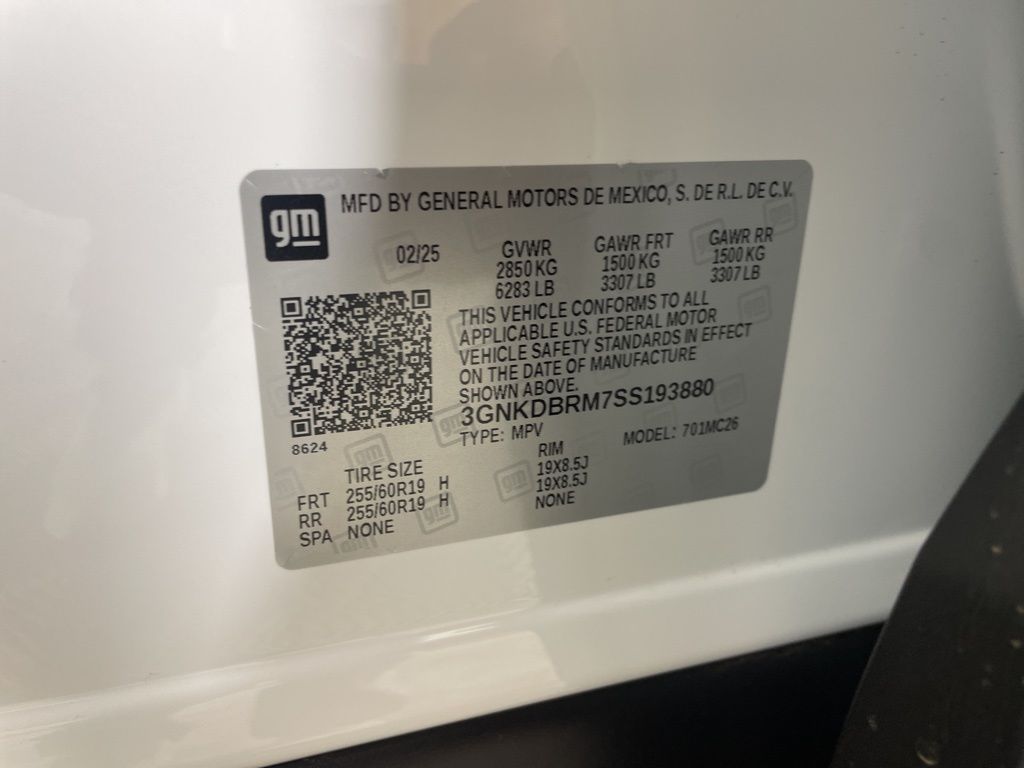 gm
MFD BY GENERAL MOTORS DE MEXICO, S. DE R.L. DE C.V.
02/25
GVWR GAWR FRT GAWR RR
2850 KG 1500 KG 1500 KG
6283 LB 3307 LB 3307 LB
THIS VEHICLE CONFORMS TO ALL
APPLICABLE U.S. FEDERAL MOTOR
VEHICLE SAFETY STANDARDS IN EFFECT
ON THE DATE OF MANUFACTURE
SHOWN ABOVE.
3GNKDBRM7SS193880
TYPE: MPV MODEL: 701MC26
8624
TIRE SIZE RIM
FRT 255/60R19 H 19X8.5J
RR 255/60R19 H 19X8.5J
SPA NONE NONE